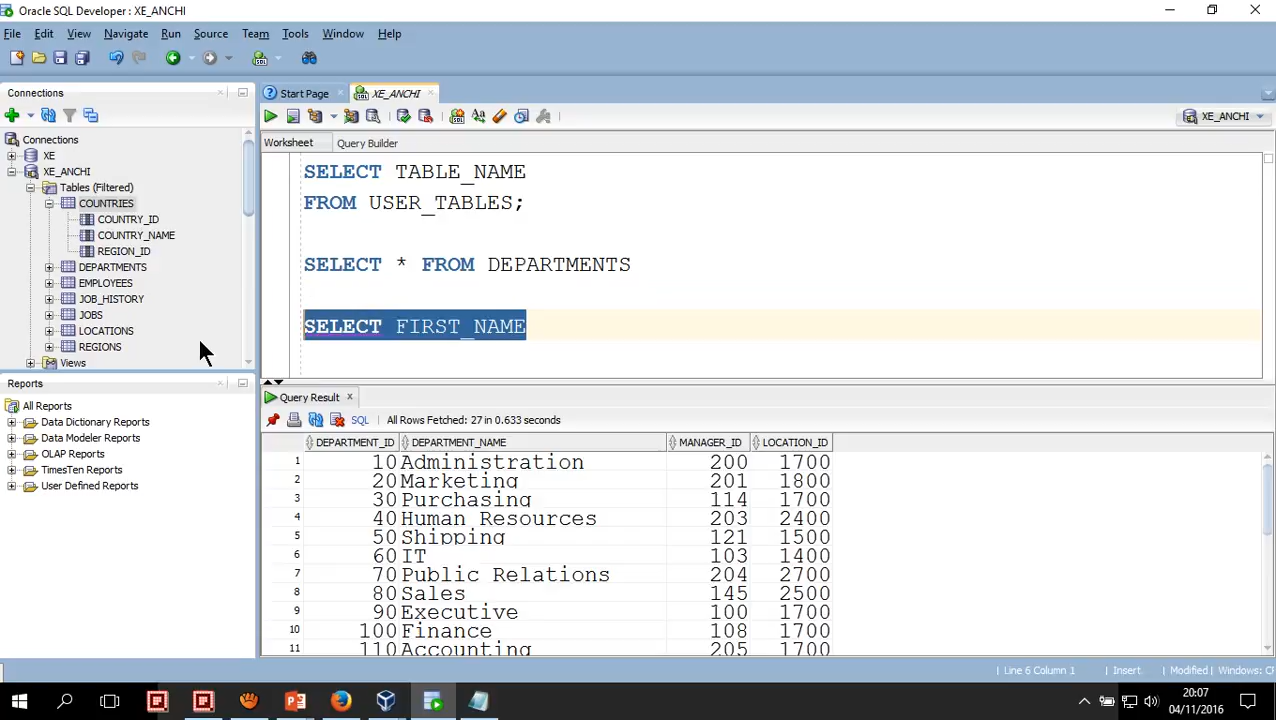 Oracle SQL Developer : XE_ANCHI
File Edit View Navigate Run Source Team Tools Window Help
Connections
Start Page
XE_ANCHI
XE_ANCHI
Worksheet Query Builder
Connections
XE
XE_ANCHI
Tables (Filtered)
COUNTRIES
COUNTRY_ID
COUNTRY_NAME
REGION_ID
DEPARTMENTS
EMPLOYEES
JOB_HISTORY
JOBS
LOCATIONS
REGIONS
Views
SELECT TABLE_NAME
FROM USER_TABLES;
SELECT * FROM DEPARTMENTS
SELECT FIRST_NAME
Reports
All Reports
Data Dictionary Reports
Data Modeler Reports
OLAP Reports
TimesTen Reports
User Defined Reports
Query Result
SQL All Rows Fetched: 27 in 0.633 seconds
DEPARTMENT_ID DEPARTMENT_NAME MANAGER_ID LOCATION_ID
1 10 Administration 200 1700
2 20 Marketing 201 1800
3 30 Purchasing 114 1700
4 40 Human Resources 203 2400
5 50 Shipping 121 1500
6 60 IT 103 1400
7 70 Public Relations 204 2700
8 80 Sales 145 2500
9 90 Executive 100 1700
10 100 Finance 108 1700
11 110 Accounting 205 1700
Line 6 Column 1 Insert Modified Windows: CF
20:07
04/11/2016